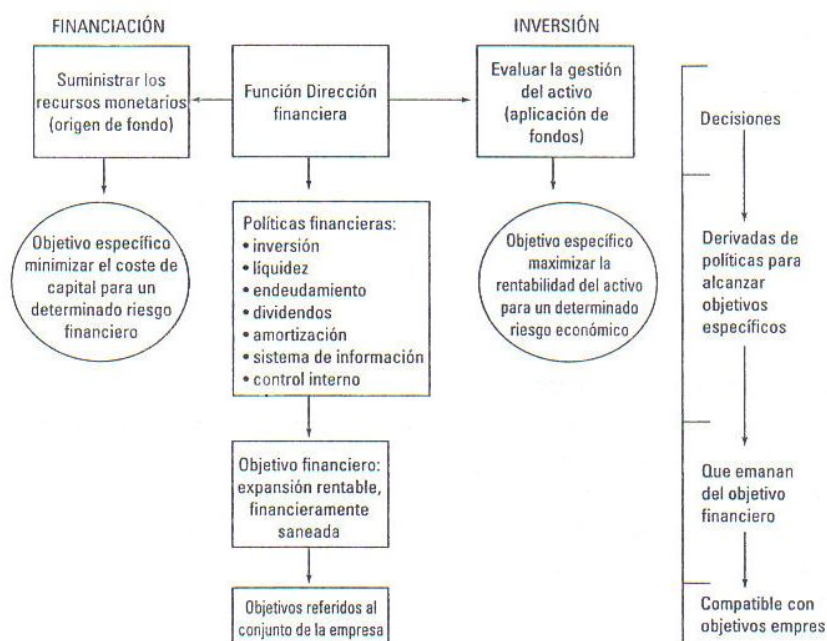 FINANCIACIÓN
INVERSIÓN
Suministrar los
recursos monetarios
(origen de fondo)
Función Dirección
financiera
Evaluar la gestión
del activo
(aplicación de
fondos)
Decisiones
Objetivo específico
minimizar el coste de
capital para un
determinado riesgo
financiero
Políticas financieras:
• inversión
• líquidez
• endeudamiento
• dividendos
• amortización
• sistema de información
• control interno
Objetivo específico
maximizar la
rentabilidad del activo
para un determinado
riesgo económico
Derivadas de
políticas para
alcanzar
objetivos
específicos
Objetivo financiero:
expansión rentable,
financieramente
saneada
Que emanan
del objetivo
financiero
Objetivos referidos al
conjunto de la empresa
Compatible con
objetivos empres